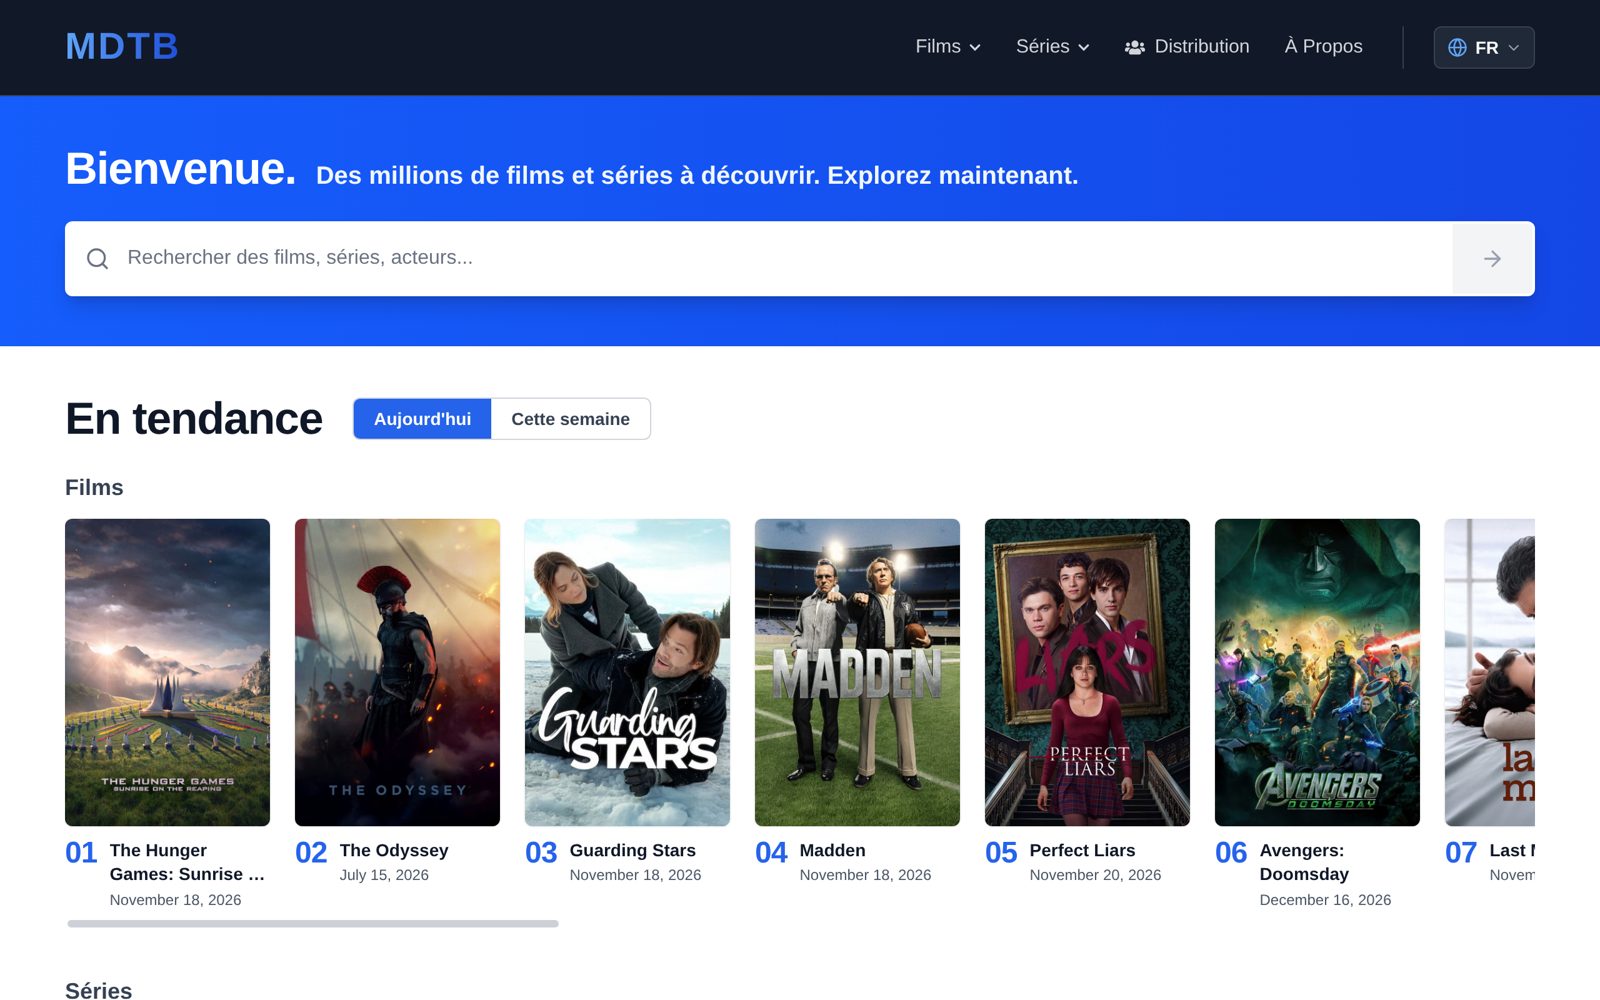 MDTB
Films
Séries
Distribution
À Propos
FR
Bienvenue. Des millions de films et séries à découvrir. Explorez maintenant.
Rechercher des films, séries, acteurs...
En tendance
Aujourd'hui
Cette semaine
Films
THE HUNGER GAMES
SUNRISE ON THE REAPING
THE ODYSSEY
Guarding
STARS
MADDEN
LIARS
PERFECT
LIARS
AVENGERS
DOOMSDAY
la
m
01 The Hunger
Games: Sunrise ...
November 18, 2026
02 The Odyssey
July 15, 2026
03 Guarding Stars
November 18, 2026
04 Madden
November 18, 2026
05 Perfect Liars
November 20, 2026
06 Avengers:
Doomsday
December 16, 2026
07 Last
Novem
Séries